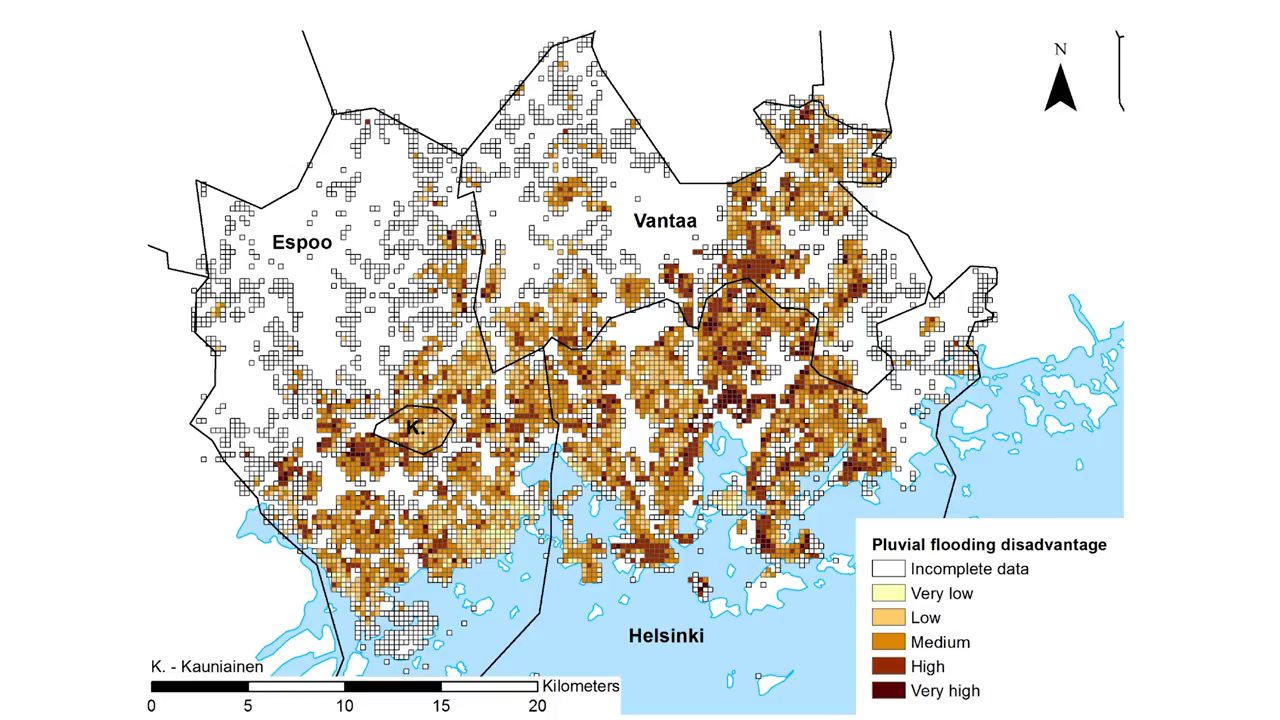 N
Vantaa
Espoo
K.
Pluvial flooding disadvantage
Incomplete data
Very low
Low
Medium
High
Very high
Helsinki
K. - Kauniainen
Kilometers
0 5 10 15 20